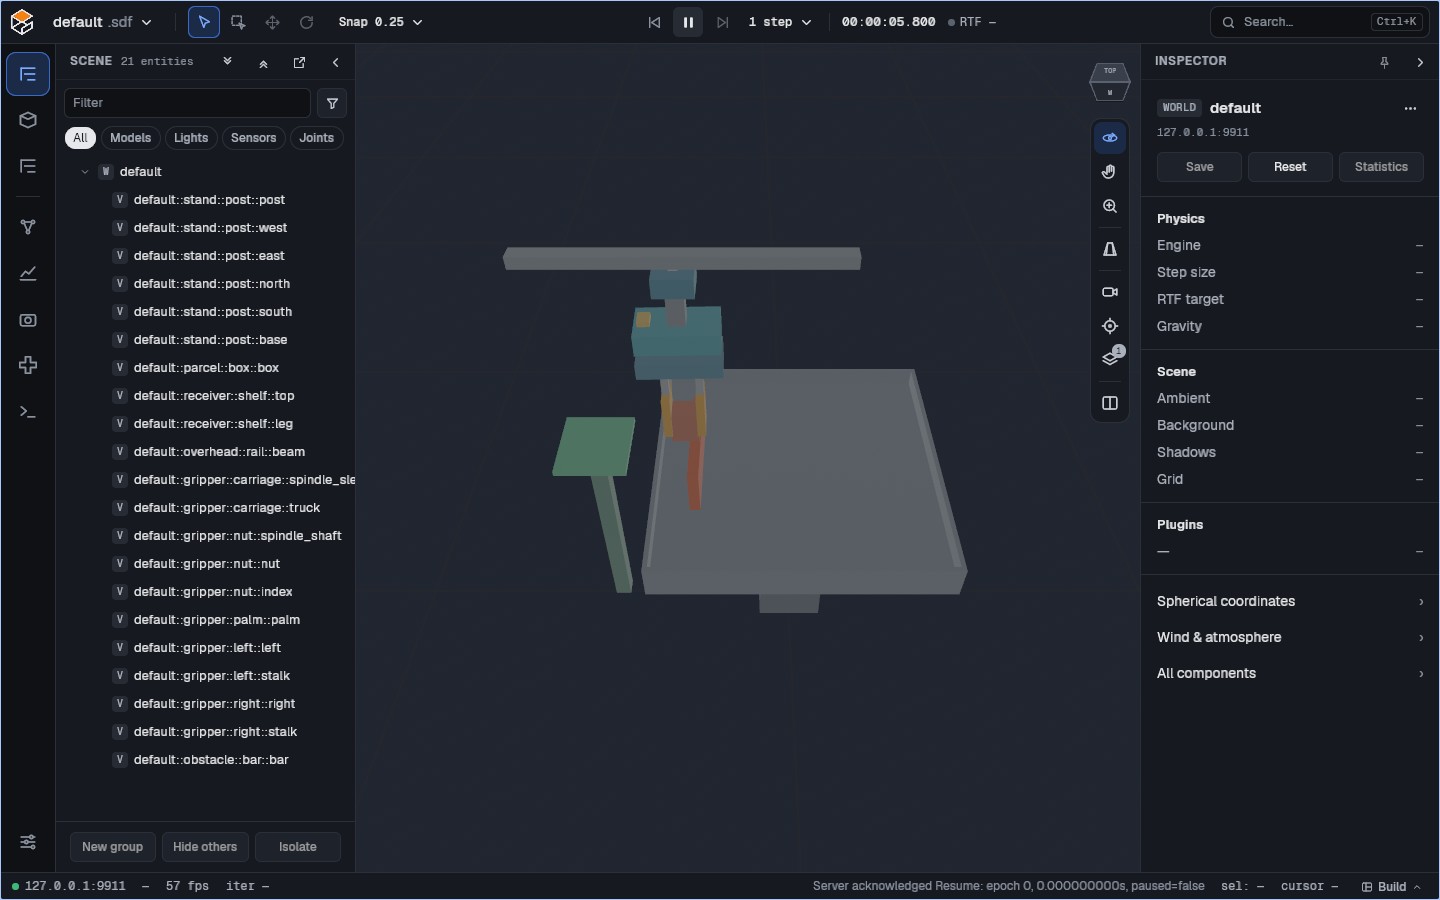 default .sdf
Snap 0.25
1 step
00:00:05.800
RTF –
Search...
Ctrl+K
SCENE 21 entities
Filter
All
Models
Lights
Sensors
Joints
W default
V default::stand::post::post
V default::stand::post::west
V default::stand::post::east
V default::stand::post::north
V default::stand::post::south
V default::stand::post::base
V default::parcel::box::box
V default::receiver::shelf::top
V default::receiver::shelf::leg
V default::overhead::rail::beam
V default::gripper::carriage::spindle_sle
V default::gripper::carriage::truck
V default::gripper::nut::spindle_shaft
V default::gripper::nut::nut
V default::gripper::nut::index
V default::gripper::palm::palm
V default::gripper::left::left
V default::gripper::left::stalk
V default::gripper::right::right
V default::gripper::right::stalk
V default::obstacle::bar::bar
New group
Hide others
Isolate
TOP
W
1
INSPECTOR
WORLD default
127.0.0.1:9911
Save
Reset
Statistics
Physics
Engine –
Step size –
RTF target –
Gravity –
Scene
Ambient –
Background –
Shadows –
Grid –
Plugins
— –
Spherical coordinates
Wind & atmosphere
All components
127.0.0.1:9911 – 57 fps iter –
Server acknowledged Resume: epoch 0, 0.000000000s, paused=false
sel: –
cursor –
Build